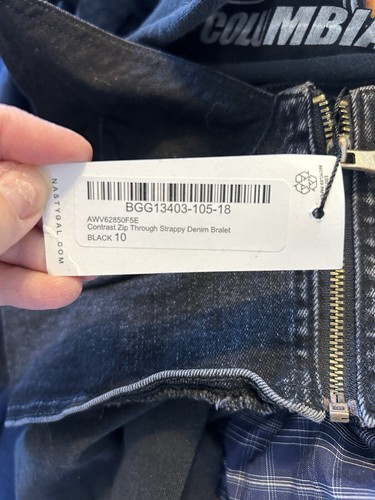 COLUMBIA
NASTYGAL.COM
BGG13403-105-18
AWV62850F5E
Contrast Zip Through Strappy Denim Bralet
BLACK 10